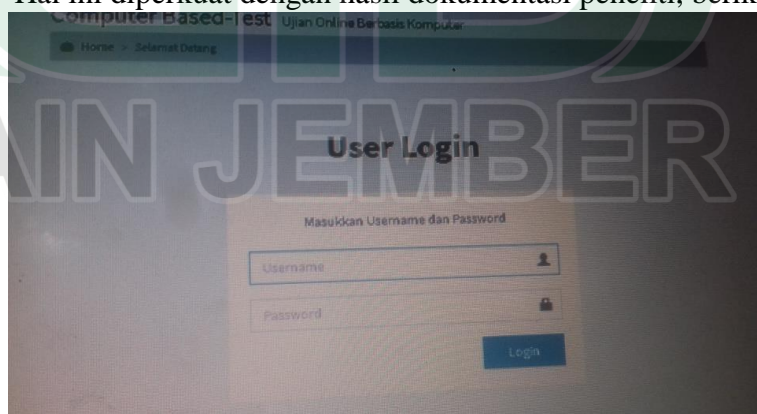 Hal ini diperkuat dengan hasil dokumentasi peneliti, berik
Computer Based-Test Ujian Online Berbasis Komputer
Home > Selamat Datang
IAIN JEMBER
User Login
Masukkan Username dan Password
Username
Password
Login